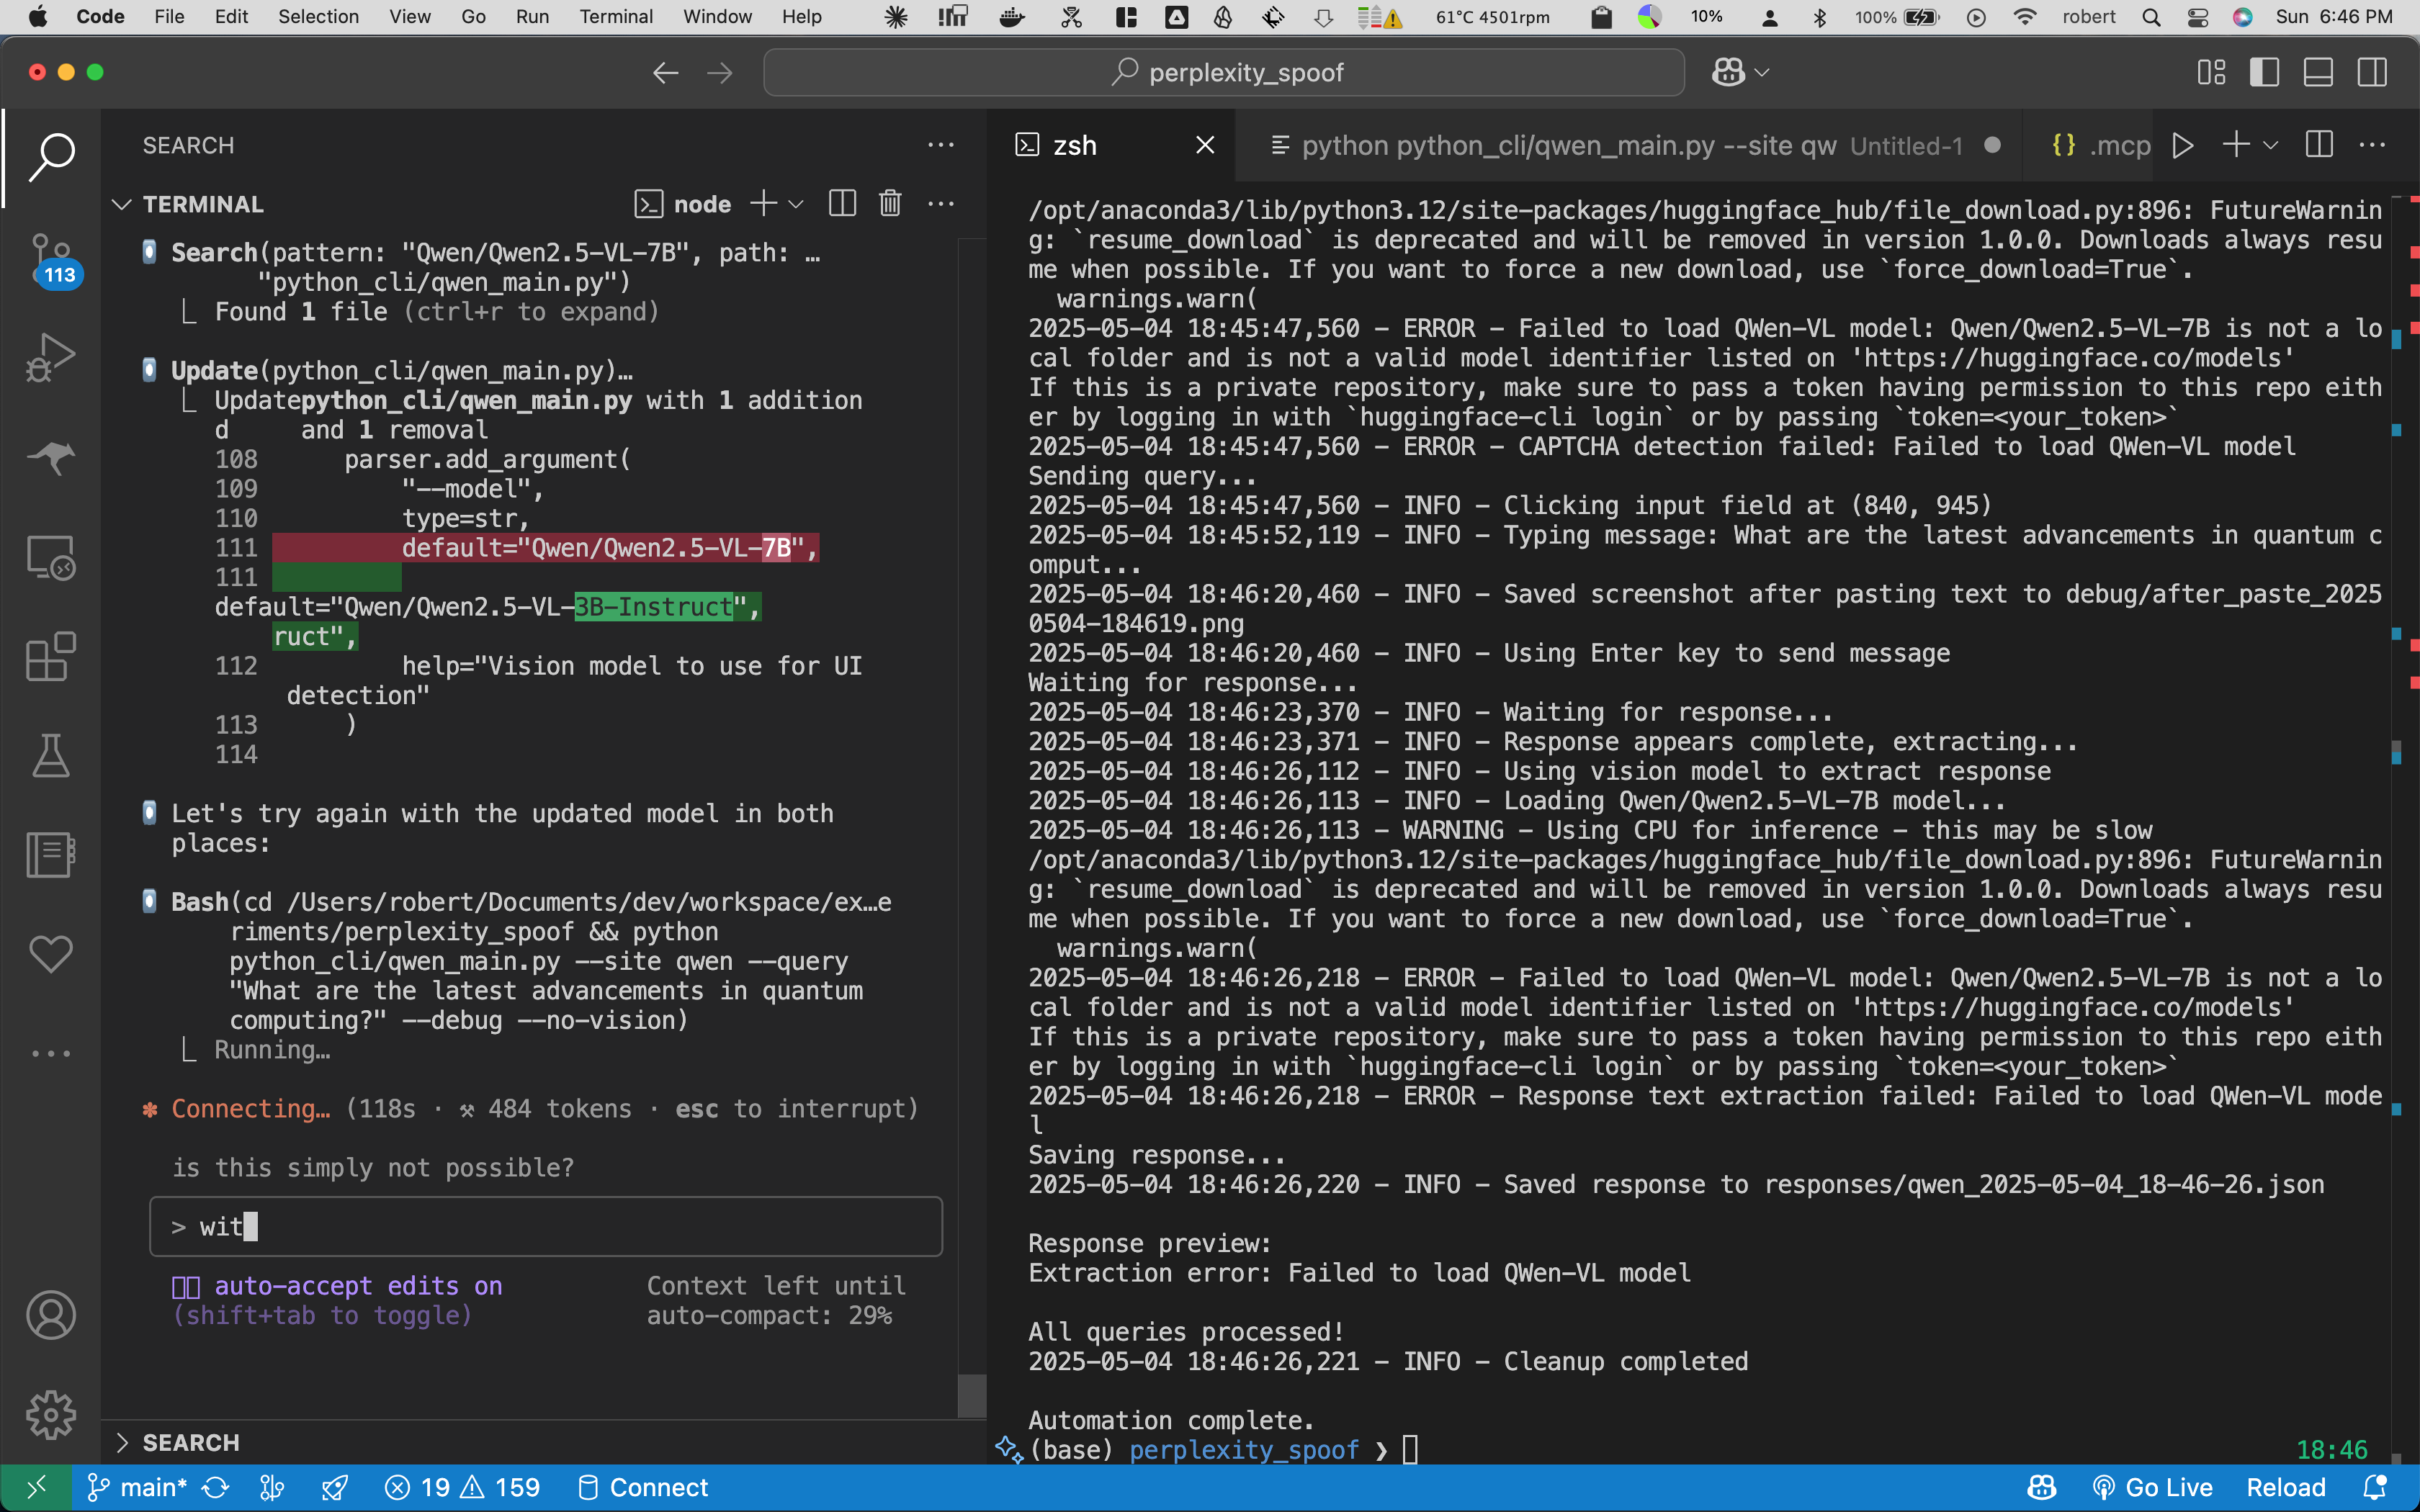 Code File Edit Selection View Go Run Terminal Window Help 61°C 4501rpm 10% 100% robert Sun 6:46 PM
perplexity_spoof
SEARCH
TERMINAL
node
Search(pattern: "Qwen/Qwen2.5-VL-7B", path: …
"python_cli/qwen_main.py")
Found 1 file (ctrl+r to expand)
Update(python_cli/qwen_main.py)…
Updatepython_cli/qwen_main.py with 1 addition
d and 1 removal
108 parser.add_argument(
109 "--model",
110 type=str,
111 default="Qwen/Qwen2.5-VL-7B",
111
default="Qwen/Qwen2.5-VL-3B-Instruct",
ruct",
112 help="Vision model to use for UI
detection"
113 )
114
Let's try again with the updated model in both
places:
Bash(cd /Users/robert/Documents/dev/workspace/ex…e
riments/perplexity_spoof && python
python_cli/qwen_main.py --site qwen --query
"What are the latest advancements in quantum
computing?" --debug --no-vision)
Running…
Connecting… (118s · ⚒ 484 tokens · esc to interrupt)
is this simply not possible?
> wit
auto-accept edits on
(shift+tab to toggle)
Context left until
auto-compact: 29%
SEARCH
113
zsh
python python_cli/qwen_main.py --site qw Untitled-1
{} .mcp
/opt/anaconda3/lib/python3.12/site-packages/huggingface_hub/file_download.py:896: FutureWarnin
g: `resume_download` is deprecated and will be removed in version 1.0.0. Downloads always resu
me when possible. If you want to force a new download, use `force_download=True`.
warnings.warn(
2025-05-04 18:45:47,560 - ERROR - Failed to load QWen-VL model: Qwen/Qwen2.5-VL-7B is not a lo
cal folder and is not a valid model identifier listed on 'https://huggingface.co/models'
If this is a private repository, make sure to pass a token having permission to this repo eith
er by logging in with `huggingface-cli login` or by passing `token=<your_token>`
2025-05-04 18:45:47,560 - ERROR - CAPTCHA detection failed: Failed to load QWen-VL model
Sending query...
2025-05-04 18:45:47,560 - INFO - Clicking input field at (840, 945)
2025-05-04 18:45:52,119 - INFO - Typing message: What are the latest advancements in quantum c
omput...
2025-05-04 18:46:20,460 - INFO - Saved screenshot after pasting text to debug/after_paste_2025
0504-184619.png
2025-05-04 18:46:20,460 - INFO - Using Enter key to send message
Waiting for response...
2025-05-04 18:46:23,370 - INFO - Waiting for response...
2025-05-04 18:46:23,371 - INFO - Response appears complete, extracting...
2025-05-04 18:46:26,112 - INFO - Using vision model to extract response
2025-05-04 18:46:26,113 - INFO - Loading Qwen/Qwen2.5-VL-7B model...
2025-05-04 18:46:26,113 - WARNING - Using CPU for inference - this may be slow
/opt/anaconda3/lib/python3.12/site-packages/huggingface_hub/file_download.py:896: FutureWarnin
g: `resume_download` is deprecated and will be removed in version 1.0.0. Downloads always resu
me when possible. If you want to force a new download, use `force_download=True`.
warnings.warn(
2025-05-04 18:46:26,218 - ERROR - Failed to load QWen-VL model: Qwen/Qwen2.5-VL-7B is not a lo
cal folder and is not a valid model identifier listed on 'https://huggingface.co/models'
If this is a private repository, make sure to pass a token having permission to this repo eith
er by logging in with `huggingface-cli login` or by passing `token=<your_token>`
2025-05-04 18:46:26,218 - ERROR - Response text extraction failed: Failed to load QWen-VL mode
l
Saving response...
2025-05-04 18:46:26,220 - INFO - Saved response to responses/qwen_2025-05-04_18-46-26.json
Response preview:
Extraction error: Failed to load QWen-VL model
All queries processed!
2025-05-04 18:46:26,221 - INFO - Cleanup completed
Automation complete.
(base) perplexity_spoof ❯ 18:46
main* 19 159 Connect Go Live Reload